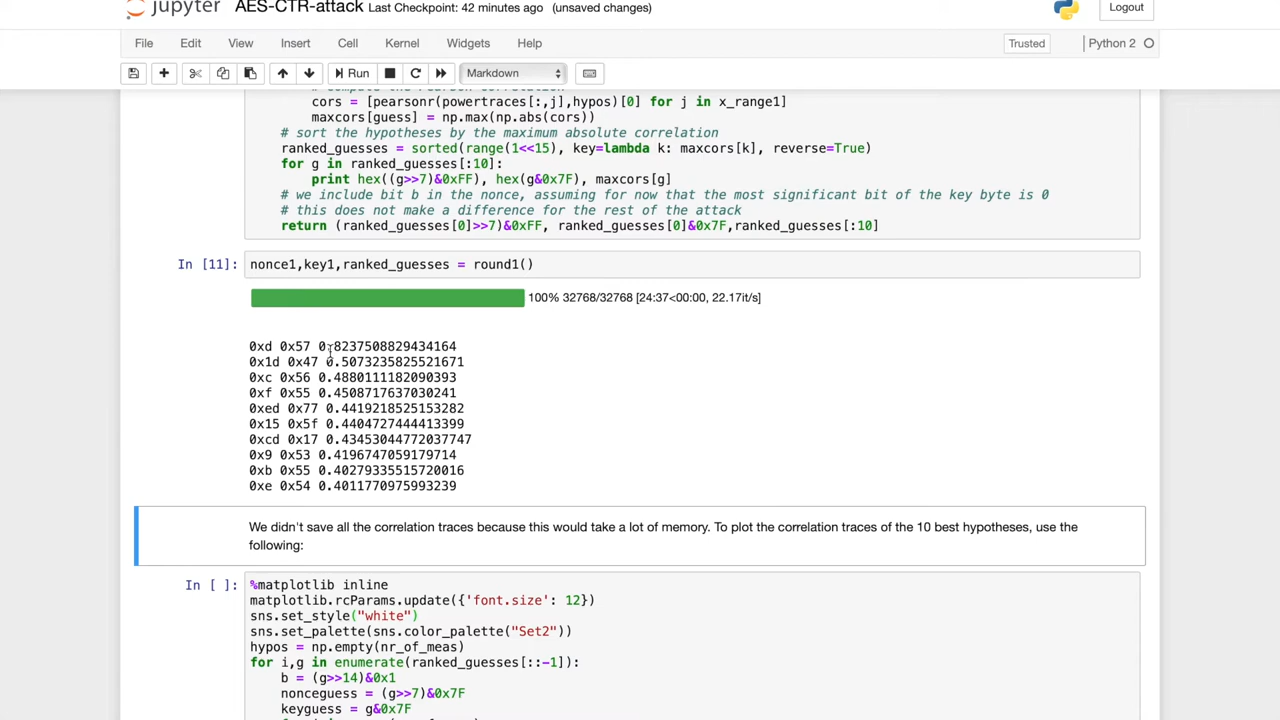 jupyter AES-CTR-attack Last Checkpoint: 42 minutes ago (unsaved changes) Logout
File Edit View Insert Cell Kernel Widgets Help Trusted Python 2
Run Markdown
# compute the Pearson correlation
cors = [pearsonr(powertraces[:,j],hypos)[0] for j in x_range1]
maxcors[guess] = np.max(np.abs(cors))
# sort the hypotheses by the maximum absolute correlation
ranked_guesses = sorted(range(1<<15), key=lambda k: maxcors[k], reverse=True)
for g in ranked_guesses[:10]:
print hex((g>>7)&0xFF), hex(g&0x7F), maxcors[g]
# we include bit b in the nonce, assuming for now that the most significant bit of the key byte is 0
# this does not make a difference for the rest of the attack
return (ranked_guesses[0]>>7)&0xFF, ranked_guesses[0]&0x7F,ranked_guesses[:10]
In [11]: nonce1,key1,ranked_guesses = round1()
100% 32768/32768 [24:37<00:00, 22.17it/s]
0xd 0x57 0.8237508829434164
0x1d 0x47 0.5073235825521671
0xc 0x56 0.4880111182090393
0xf 0x55 0.4508717637030241
0xed 0x77 0.4419218525153282
0x15 0x5f 0.4404727444413399
0xcd 0x17 0.43453044772037747
0x9 0x53 0.4196747059179714
0xb 0x55 0.40279335515720016
0xe 0x54 0.4011770975993239
We didn't save all the correlation traces because this would take a lot of memory. To plot the correlation traces of the 10 best hypotheses, use the
following:
In [ ]: %matplotlib inline
matplotlib.rcParams.update({'font.size': 12})
sns.set_style("white")
sns.set_palette(sns.color_palette("Set2"))
hypos = np.empty(nr_of_meas)
for i,g in enumerate(ranked_guesses[::-1]):
b = (g>>14)&0x1
nonceguess = (g>>7)&0x7F
keyguess = g&0x7F